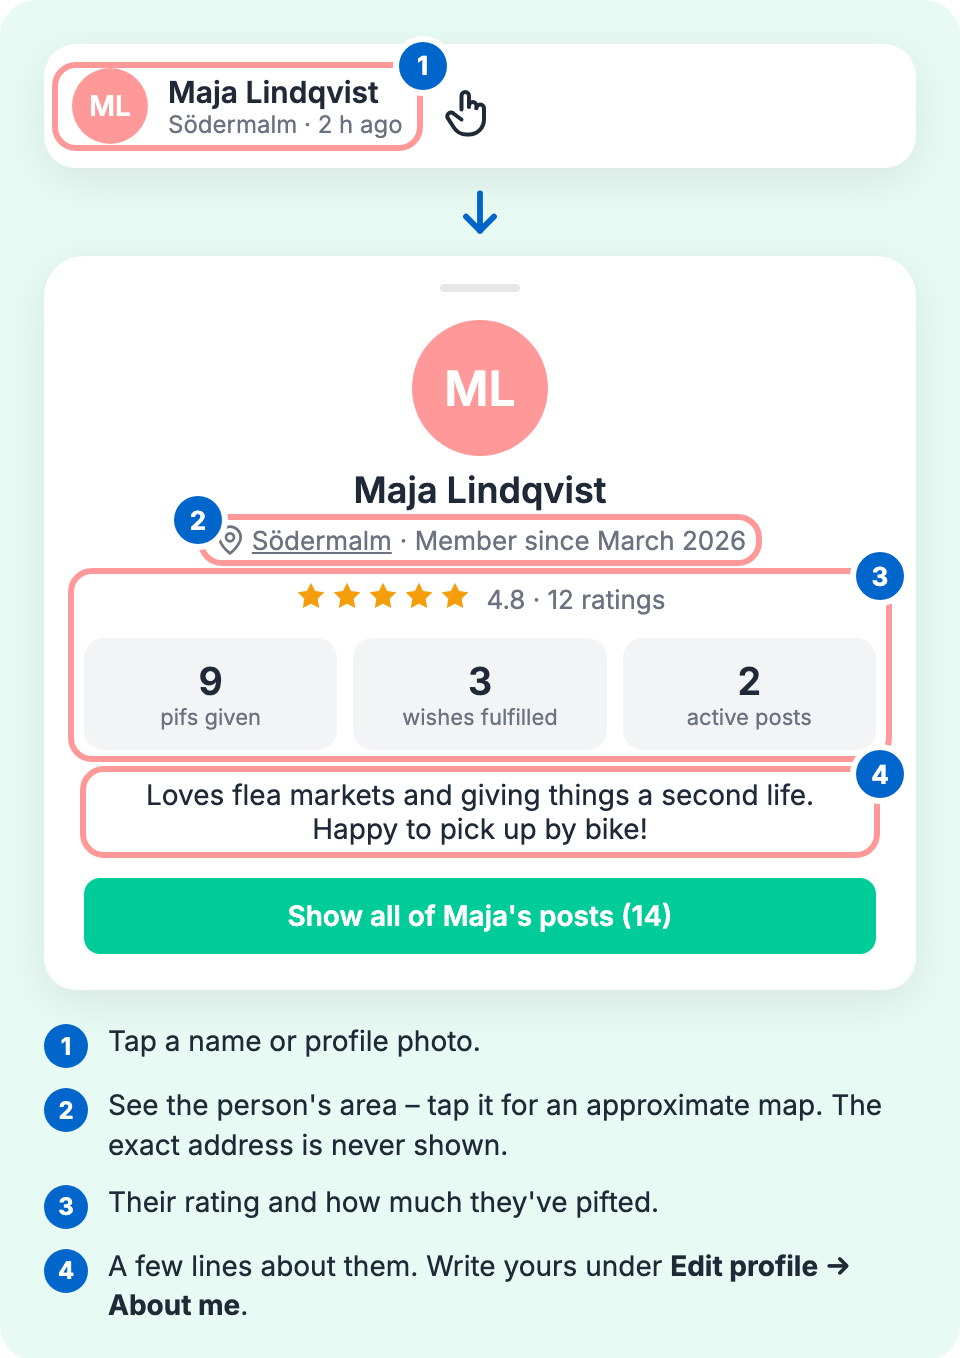 1
ML
Maja Lindqvist
Södermalm · 2 h ago
ML
Maja Lindqvist
2
Södermalm · Member since March 2026
3
4.8 · 12 ratings
9
pifs given
3
wishes fulfilled
2
active posts
4
Loves flea markets and giving things a second life.
Happy to pick up by bike!
Show all of Maja's posts (14)
1 Tap a name or profile photo.
2 See the person's area – tap it for an approximate map. The
exact address is never shown.
3 Their rating and how much they've pifted.
4 A few lines about them. Write yours under Edit profile →
About me.